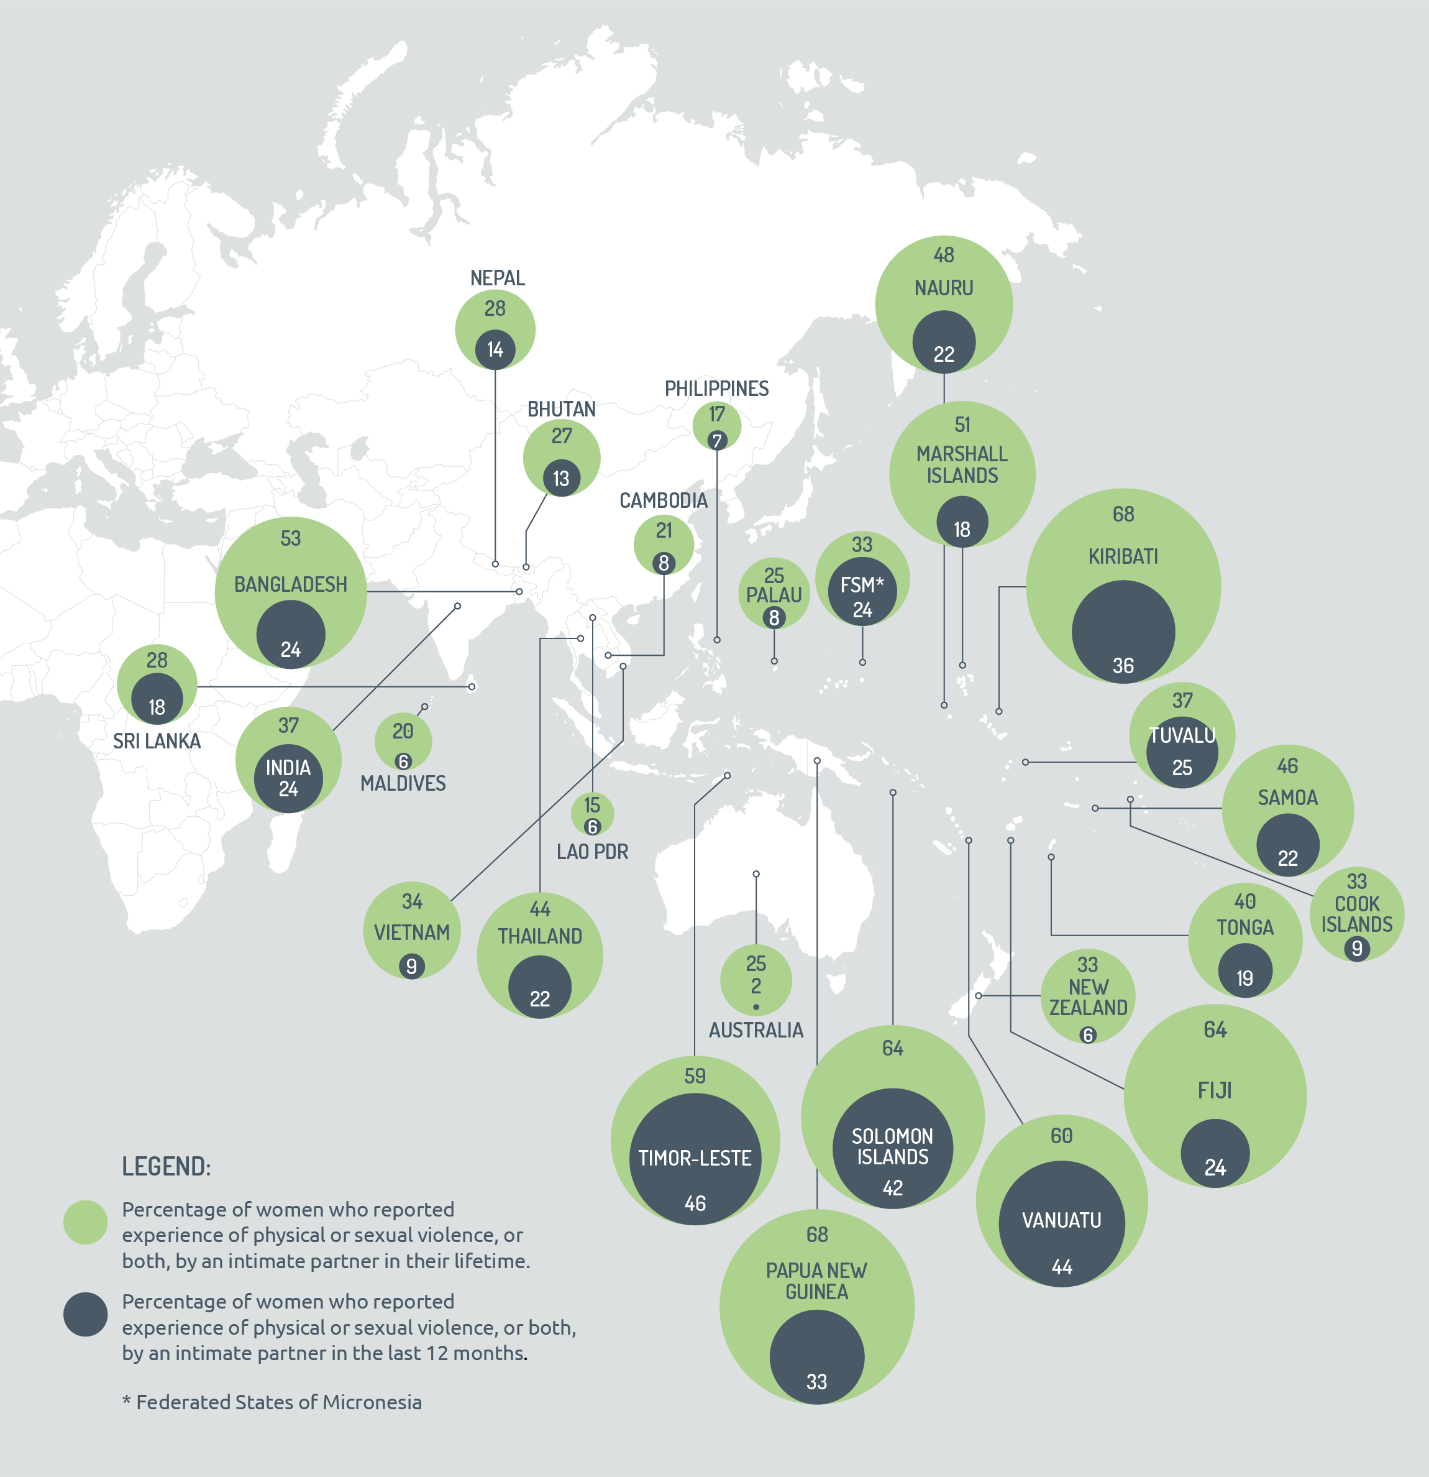 48
NAURU
22
NEPAL
28
14
PHILIPPINES
17
7
BHUTAN
27
13
51
MARSHALL
ISLANDS
18
CAMBODIA
21
8
68
KIRIBATI
36
53
BANGLADESH
24
33
FSM*
24
25
PALAU
8
28
18
SRI LANKA
37
INDIA
24
20
6
MALDIVES
37
TUVALU
25
46
SAMOA
22
15
6
LAO PDR
33
COOK
ISLANDS
9
34
VIETNAM
9
44
THAILAND
22
40
TONGA
19
25
2
AUSTRALIA
33
NEW
ZEALAND
6
64
FIJI
24
59
TIMOR-LESTE
46
64
SOLOMON
ISLANDS
42
60
VANUATU
44
68
PAPUA NEW
GUINEA
33
LEGEND:
Percentage of women who reported
experience of physical or sexual violence, or
both, by an intimate partner in their lifetime.
Percentage of women who reported
experience of physical or sexual violence, or both,
by an intimate partner in the last 12 months.
* Federated States of Micronesia